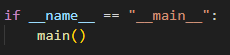 if __name__ == "__main__":
    main()